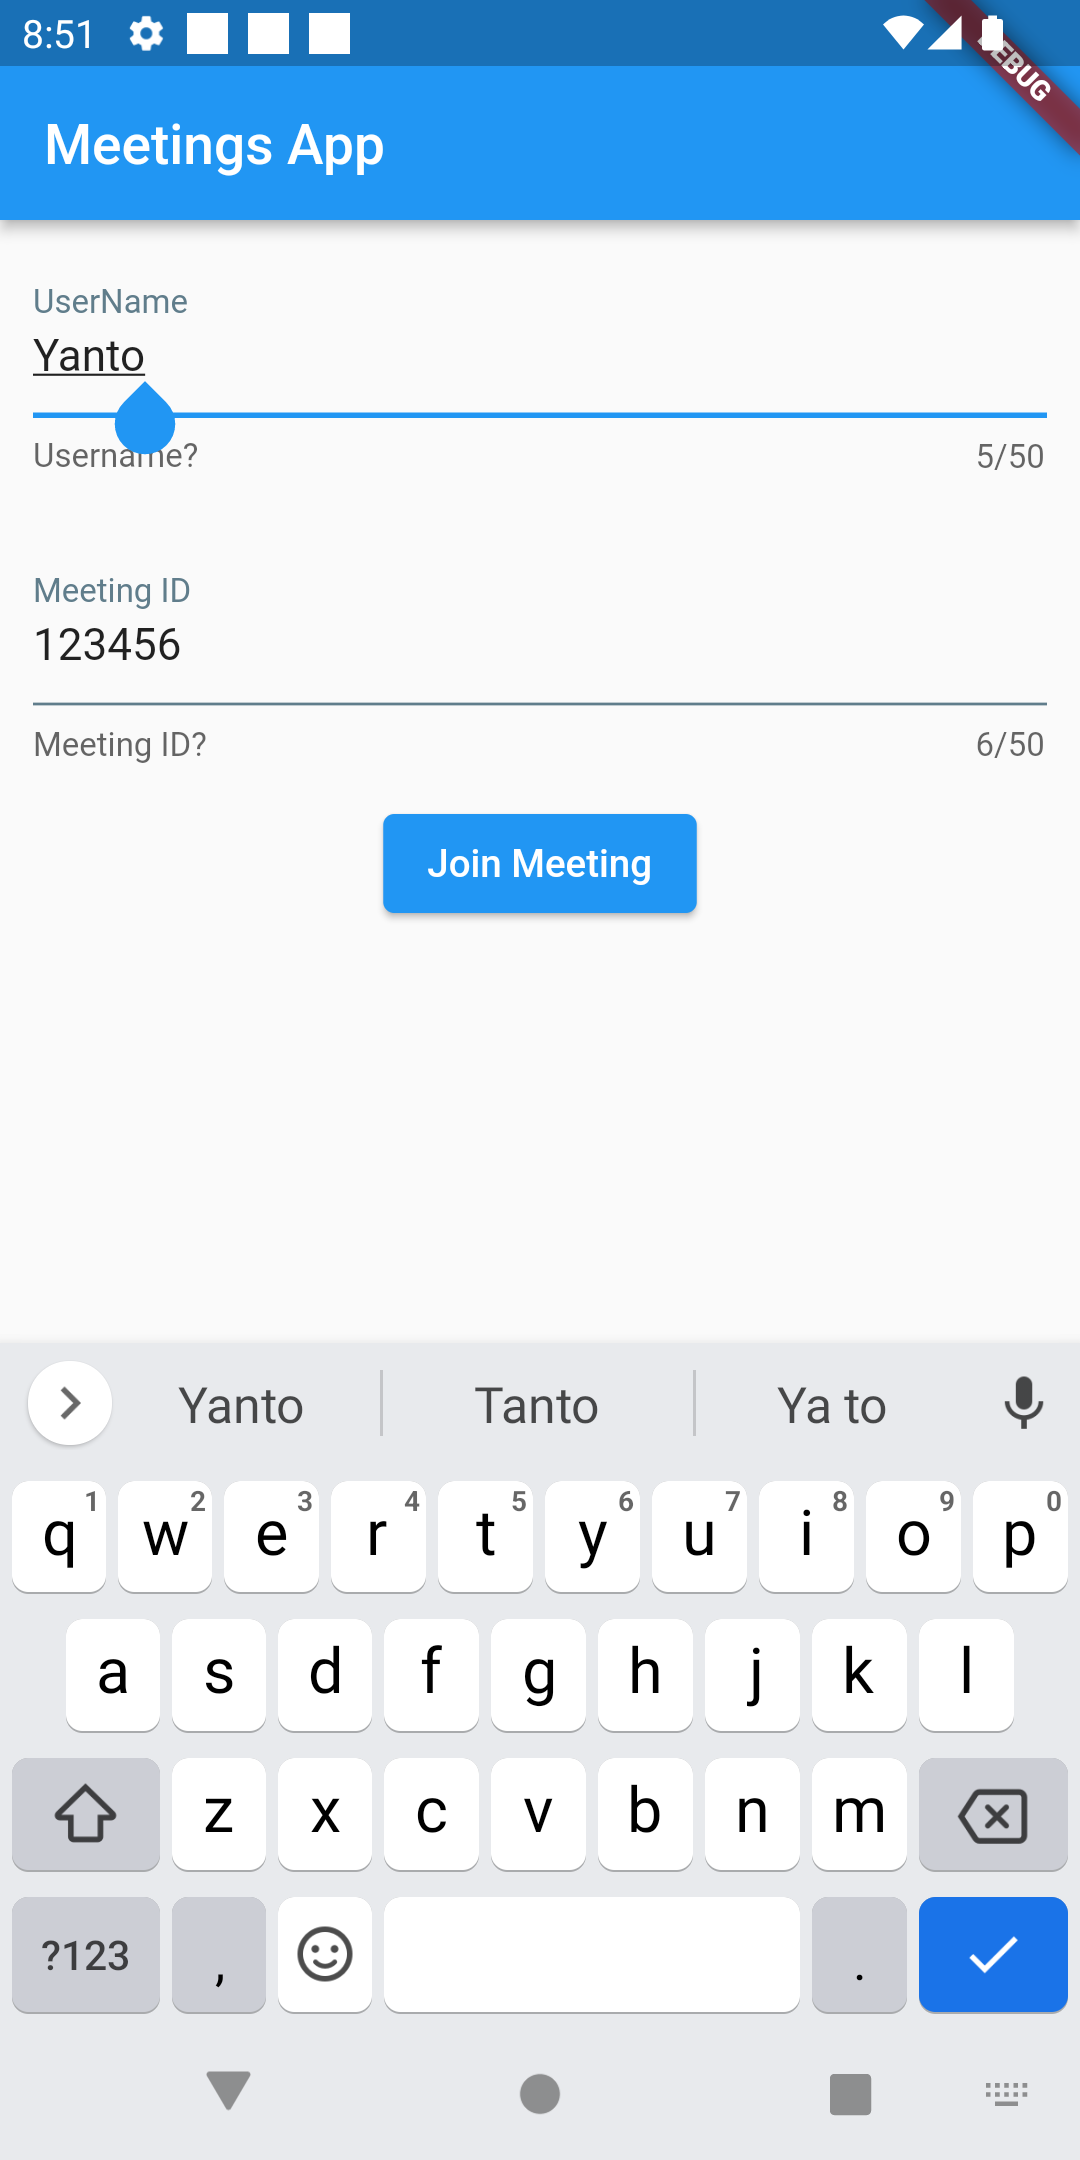 8:51
DEBUG
Meetings App
UserName
Yanto
Username? 5/50
Meeting ID
123456
Meeting ID? 6/50
Join Meeting
Yanto Tanto Ya to
q 1 w 2 e 3 r 4 t 5 y 6 u 7 i 8 o 9 p 0
a s d f g h j k l
z x c v b n m
?123 , .